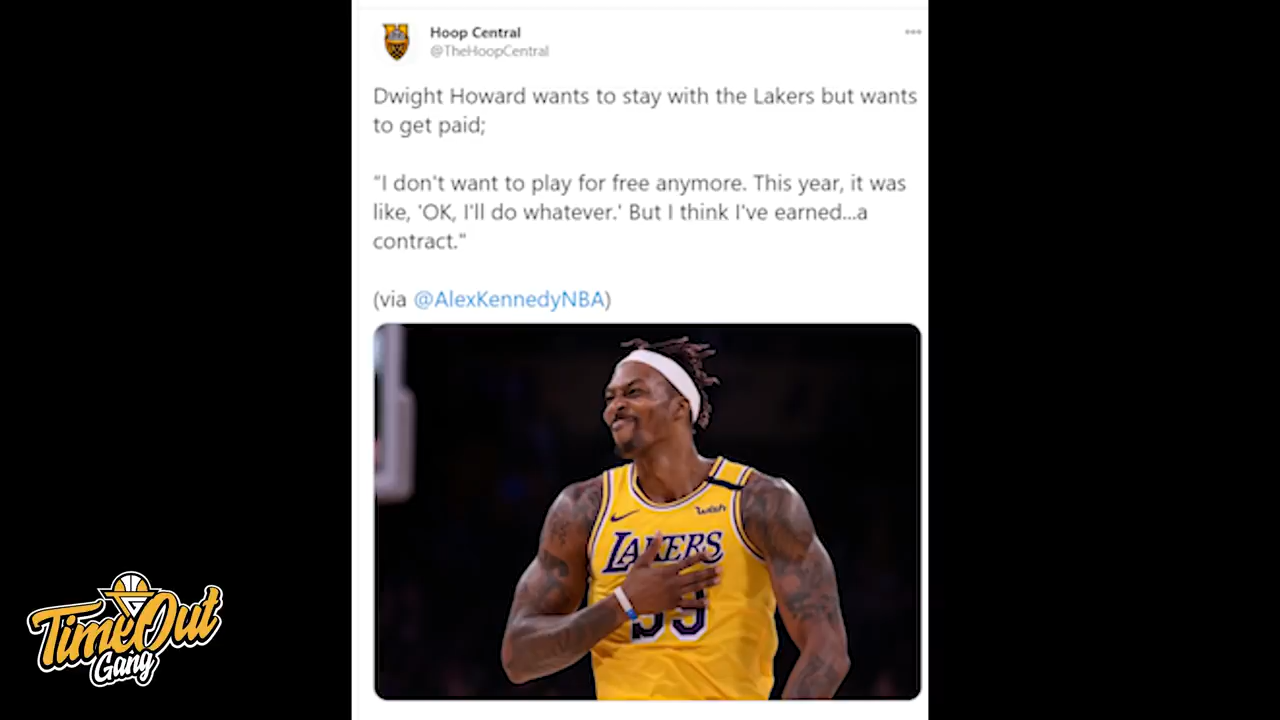 Hoop Central
@TheHoopCentral
Dwight Howard wants to stay with the Lakers but wants
to get paid;
"I don't want to play for free anymore. This year, it was
like, 'OK, I'll do whatever.' But I think I've earned...a
contract."
(via @AlexKennedyNBA)
wish
LAKERS
39
TimeOut
Gang